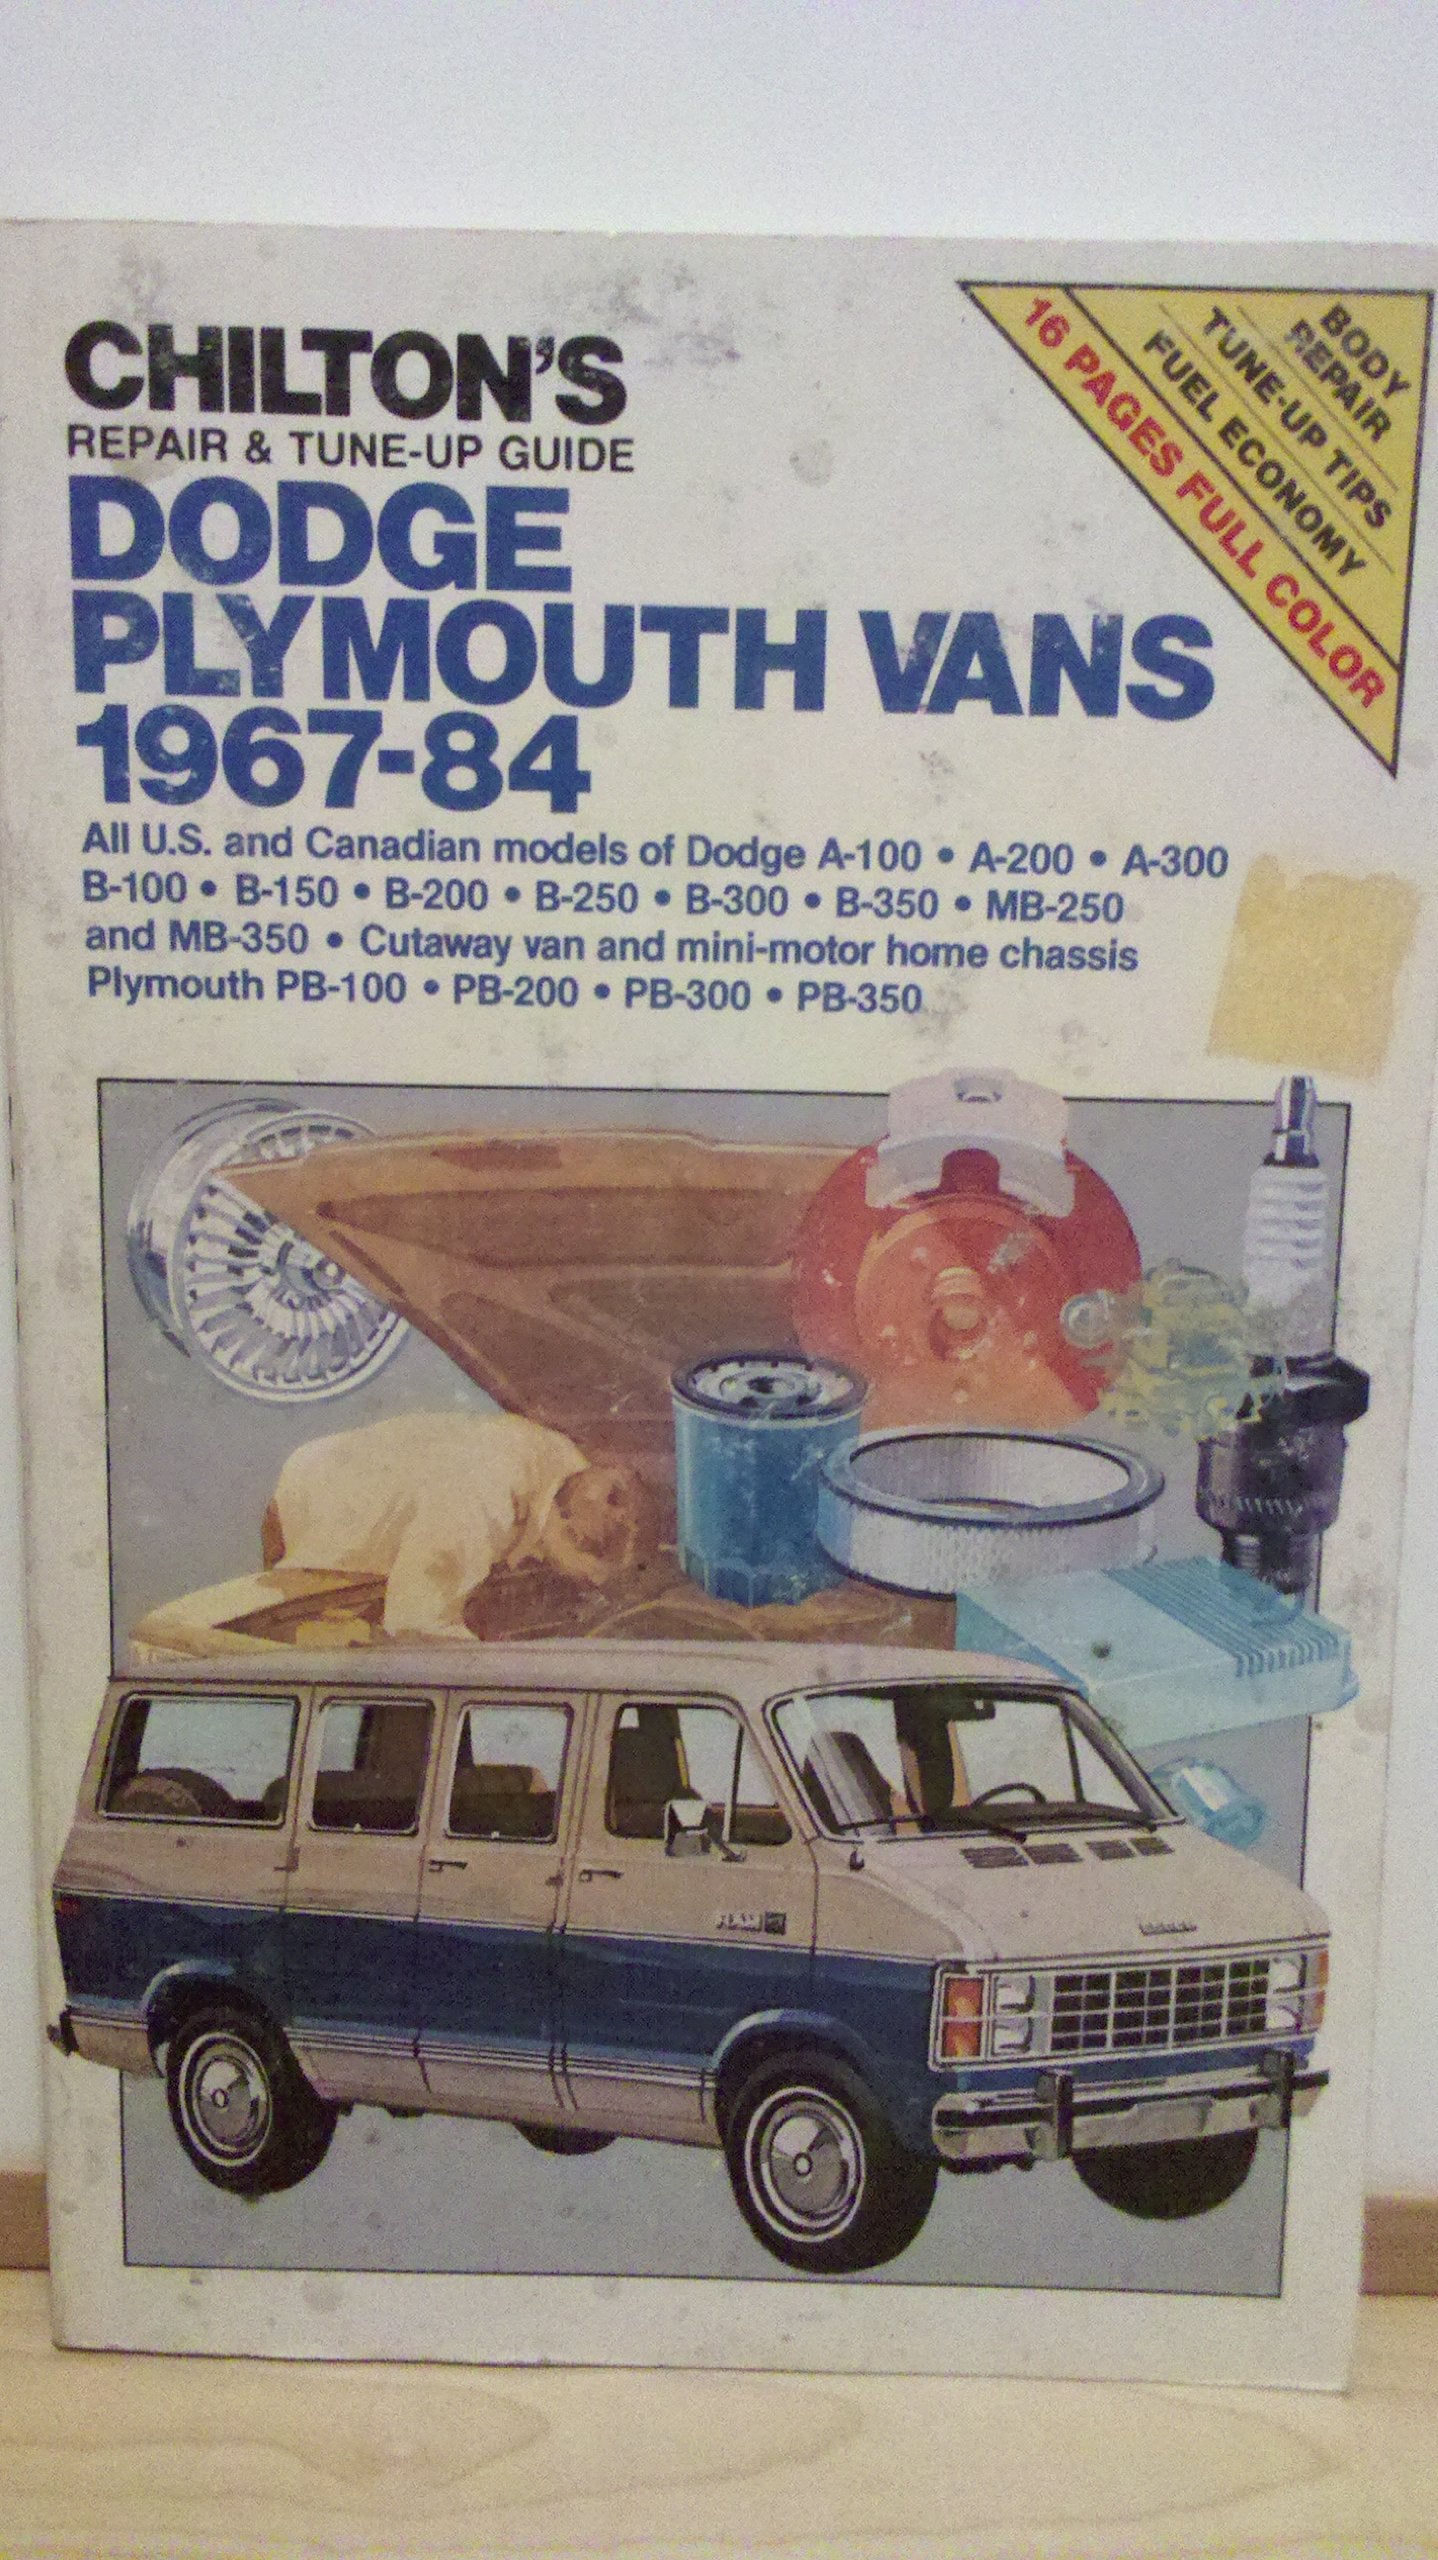 CHILTON'S
REPAIR & TUNE-UP GUIDE
DODGE
PLYMOUTH VANS
1967-84
All U.S. and Canadian models of Dodge A-100 • A-200 • A-300
B-100 • B-150 • B-200 • B-250 • B-300 • B-350 • MB-250
and MB-350 • Cutaway van and mini-motor home chassis
Plymouth PB-100 • PB-200 • PB-300 • PB-350
BODY
REPAIR
TUNE-UP TIPS
FUEL ECONOMY
16 PAGES FULL COLOR
RAM